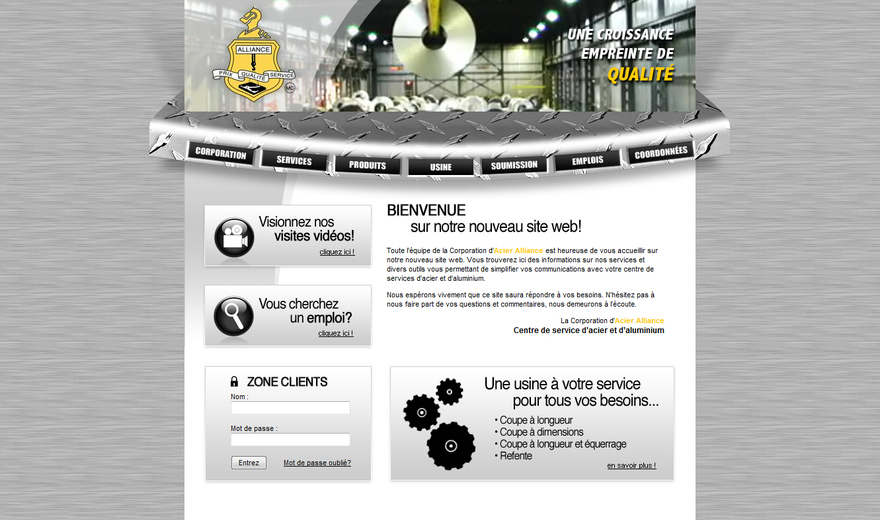 ALLIANCE
PRIX QUALITÉ SERVICE
MC
UNE CROISSANCE
EMPREINTE DE
QUALITÉ
CORPORATION
SERVICES
PRODUITS
USINE
SOUMISSION
EMPLOIS
COORDONNÉES
Visionnez nos
visites vidéos!
cliquez ici !
Vous cherchez
un emploi?
cliquez ici !
BIENVENUE
sur notre nouveau site web!
Toute l'équipe de la Corporation d'Acier Alliance est heureuse de vous accueillir sur
notre nouveau site web. Vous trouverez ici des informations sur nos services et
divers outils vous permettant de simplifier vos communications avec votre centre de
services d'acier et d'aluminium.
Nous espérons vivement que ce site saura répondre à vos besoins. N'hésitez pas à
nous faire part de vos questions et commentaires, nous demeurons à l'écoute.
La Corporation d'Acier Alliance
Centre de service d'acier et d'aluminium
ZONE CLIENTS
Nom :
Mot de passe :
Entrez
Mot de passe oublié?
Une usine à votre service
pour tous vos besoins...
• Coupe à longueur
• Coupe à dimensions
• Coupe à longueur et équerrage
• Refente
en savoir plus !